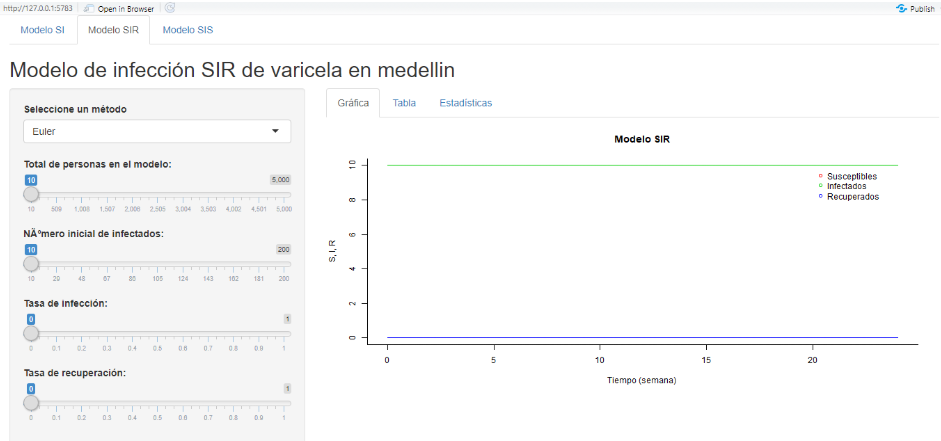 http://127.0.0.1:5783 Open in Browser Publish
Modelo SI Modelo SIR Modelo SIS
Modelo de infección SIR de varicela en medellin
Seleccione un método
Euler
Total de personas en el modelo:
10 5,000
10 509 1,008 1,507 2,006 2,505 3,004 3,503 4,002 4,501 5,000
NÃºmero inicial de infectados:
10 200
10 29 48 67 86 105 124 143 162 181 200
Tasa de infección:
0 1
0 0.1 0.2 0.3 0.4 0.5 0.6 0.7 0.8 0.9 1
Tasa de recuperación:
0 1
0 0.1 0.2 0.3 0.4 0.5 0.6 0.7 0.8 0.9 1
Gráfica Tabla Estadísticas
Modelo SIR
S, I, R
10
8
6
4
2
0
Susceptibles
Infectados
Recuperados
0 5 10 15 20
Tiempo (semana)